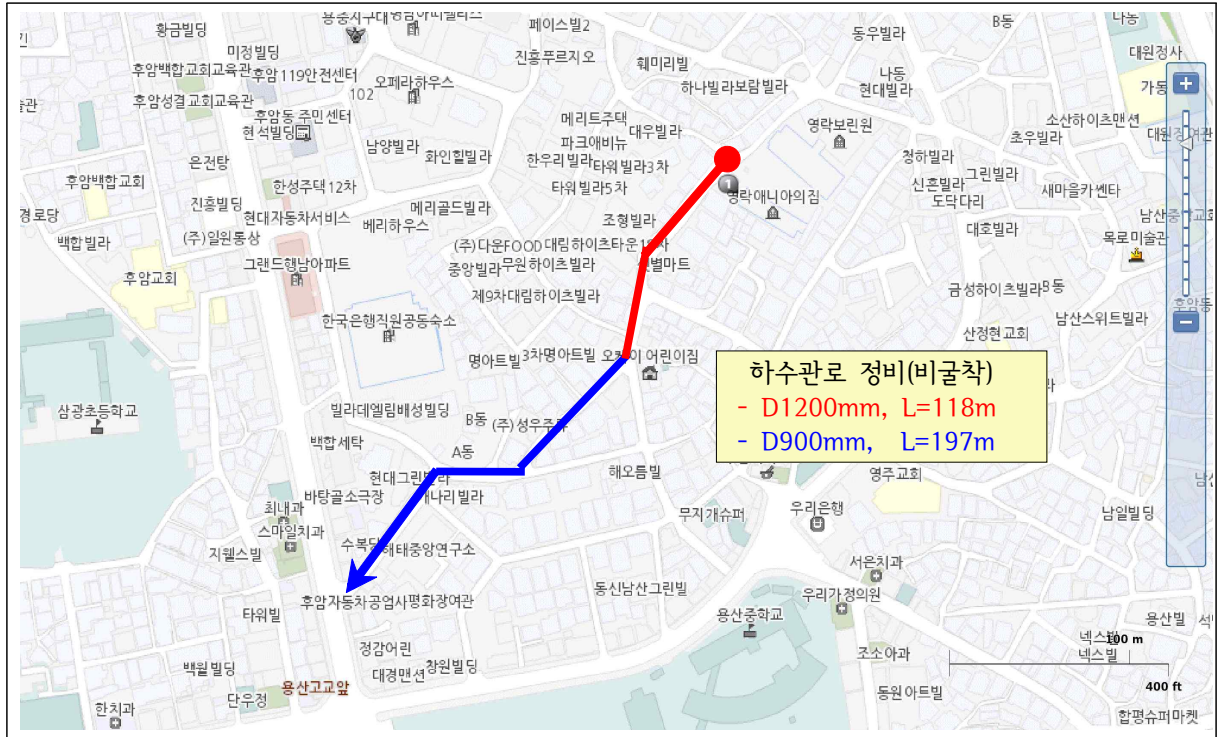 황금빌딩
용중지구대
페이스빌2
B동
나동
미정빌딩
진흥푸르지오
동우빌라
대원정사
후암백합교회교육관
후암119안전센터
오페라하우스
훼미리빌
하나빌라보람빌라
나동
현대빌라
가동
102
후암성결교회교육관
후암동주민센터
현석빌딩
메리트주택
대우빌라
파크애비뉴
영락보린원
소산하이츠맨션
초우빌라
은전탕
남양빌라
화인힐빌라
한우리빌라
타워빌라3차
타워빌라5차
청하빌라
그린빌라
신흔빌라
도닥다리
새마을카쎈타
후암백합교회
한성주택12차
영락애니아의집
경로당
진흥빌딩
현대자동차서비스
메리골드빌라
베리하우스
조형빌라
백합빌라
(주)일원통상
(주)다운FOOD
대림하이츠타운
대호빌라
목로미술관
후암교회
그랜드행남아파트
중앙빌라
무원하이츠빌라
샛별마트
제9차대림하이츠빌라
금성하이츠빌라
B동
한국은행직원공동숙소
남산스위트빌라
산정현교회
명아트빌
3차명아트빌
어린이집
하수관로 정비(비굴착)
- D1200mm, L=118m
- D900mm, L=197m
삼광초등학교
빌라데엘림배성빌딩
B동
(주)성우주류
백합세탁
A동
현대그린빌라
해오름빌
영주교회
바탕골소극장
개나리빌라
최내과
스마일치과
무지개슈퍼
우리은행
남일빌딩
지웰스빌
수복당
해태중앙연구소
서은치과
후암자동차공업사
평화장여관
동신남산그린빌
우리가정의원
타워빌
용산중학교
용산빌
정감어린
넥스빌
100 m
넥스빌
백월빌딩
대경맨션
창원빌딩
조소아과
용산고교앞
400 ft
단우정
동원아트빌
한치과
합평슈퍼마켓